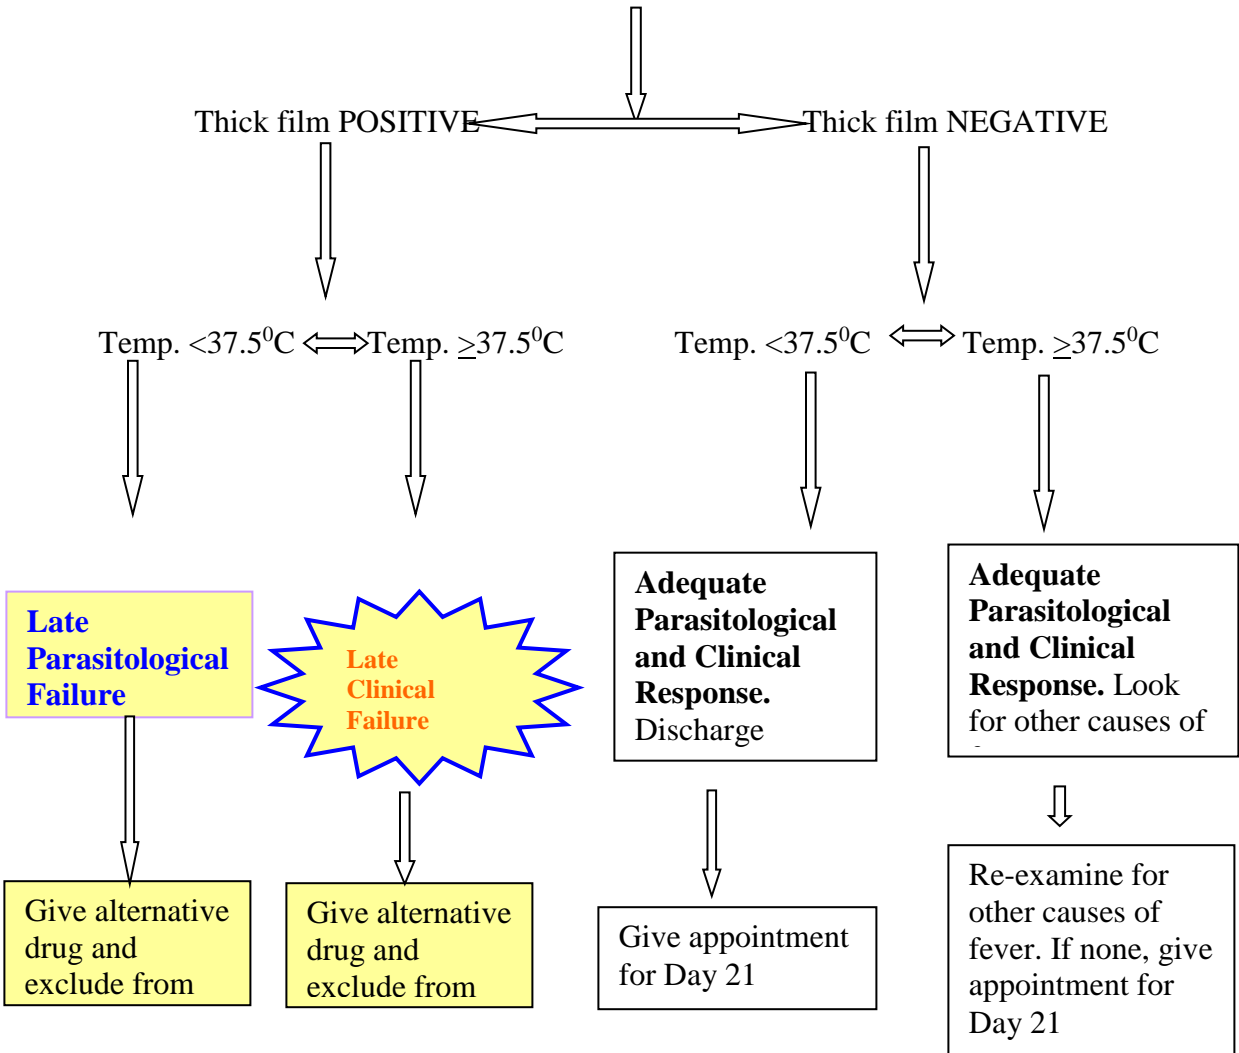 Thick film POSITIVE
Thick film NEGATIVE
Temp. <37.5⁰C
Temp. ≥37.5⁰C
Temp. <37.5⁰C
Temp. ≥37.5⁰C
Late
Parasitological
Failure
Late
Clinical
Failure
Adequate
Parasitological
and Clinical
Response.
Discharge
Adequate
Parasitological
and Clinical
Response. Look
for other causes of
Give alternative
drug and
exclude from
Give alternative
drug and
exclude from
Give appointment
for Day 21
Re-examine for
other causes of
fever. If none, give
appointment for
Day 21